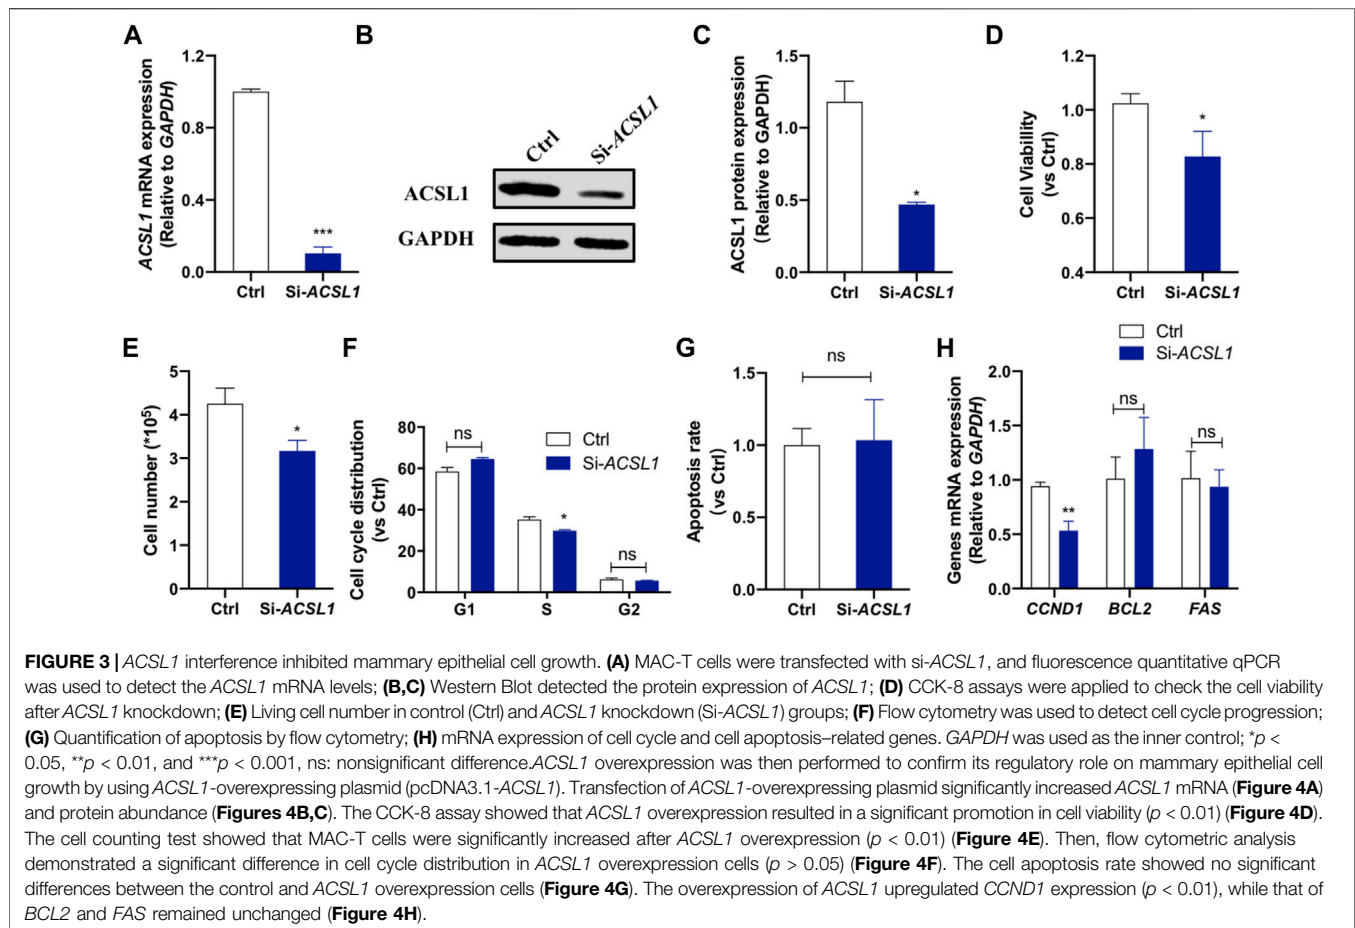 A
ACSL1 mRNA expression
(Relative to GAPDH)
1.2
0.8
0.4
0.0
***
Ctrl
Si-ACSL1
B
Ctrl
Si-ACSL1
ACSL1
GAPDH
C
ACSL1 protein expression
(Relative to GAPDH)
1.5
1.0
0.5
0.0
*
Ctrl
Si-ACSL1
D
Cell Viabillity
(vs Ctrl)
1.2
1.0
0.8
0.6
0.4
*
Ctrl
Si-ACSL1
E
Cell number (*10⁵)
5
4
3
2
1
0
*
Ctrl
Si-ACSL1
F
Cell cycle distribution
(vs Ctrl)
80
60
40
20
0
ns
*
ns
Ctrl
Si-ACSL1
G1
S
G2
G
Apoptosis rate
(vs Ctrl)
1.5
1.0
0.5
0.0
ns
Ctrl
Si-ACSL1
H
Ctrl
Si-ACSL1
Genes mRNA expression
(Relative to GAPDH)
2.0
1.5
1.0
0.5
0.0
**
ns
ns
CCND1
BCL2
FAS
FIGURE 3 | ACSL1 interference inhibited mammary epithelial cell growth. (A) MAC-T cells were transfected with si-ACSL1, and fluorescence quantitative qPCR
was used to detect the ACSL1 mRNA levels; (B,C) Western Blot detected the protein expression of ACSL1; (D) CCK-8 assays were applied to check the cell viability
after ACSL1 knockdown; (E) Living cell number in control (Ctrl) and ACSL1 knockdown (Si-ACSL1) groups; (F) Flow cytometry was used to detect cell cycle progression;
(G) Quantification of apoptosis by flow cytometry; (H) mRNA expression of cell cycle and cell apoptosis–related genes. GAPDH was used as the inner control; *p <
0.05, **p < 0.01, and ***p < 0.001, ns: nonsignificant difference.ACSL1 overexpression was then performed to confirm its regulatory role on mammary epithelial cell
growth by using ACSL1-overexpressing plasmid (pcDNA3.1-ACSL1). Transfection of ACSL1-overexpressing plasmid significantly increased ACSL1 mRNA (Figure 4A)
and protein abundance (Figures 4B,C). The CCK-8 assay showed that ACSL1 overexpression resulted in a significant promotion in cell viability (p < 0.01) (Figure 4D).
The cell counting test showed that MAC-T cells were significantly increased after ACSL1 overexpression (p < 0.01) (Figure 4E). Then, flow cytometric analysis
demonstrated a significant difference in cell cycle distribution in ACSL1 overexpression cells (p > 0.05) (Figure 4F). The cell apoptosis rate showed no significant
differences between the control and ACSL1 overexpression cells (Figure 4G). The overexpression of ACSL1 upregulated CCND1 expression (p < 0.01), while that of
BCL2 and FAS remained unchanged (Figure 4H).